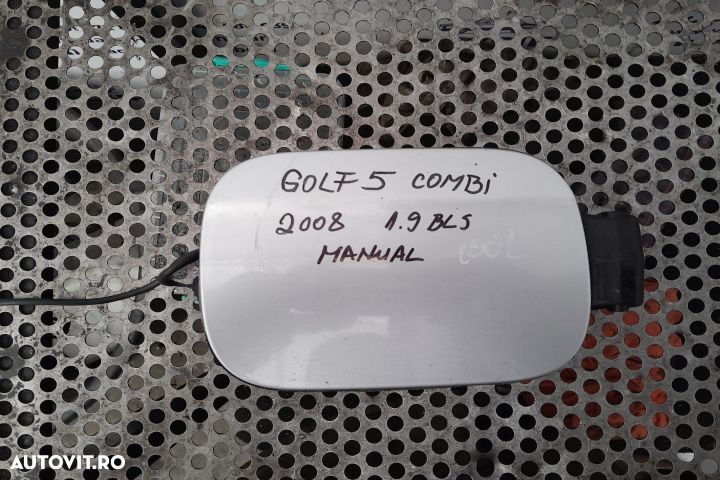 GOLF 5 COMBi
2008 1.9 BLS
MANUAL
AUTOVIT.RO